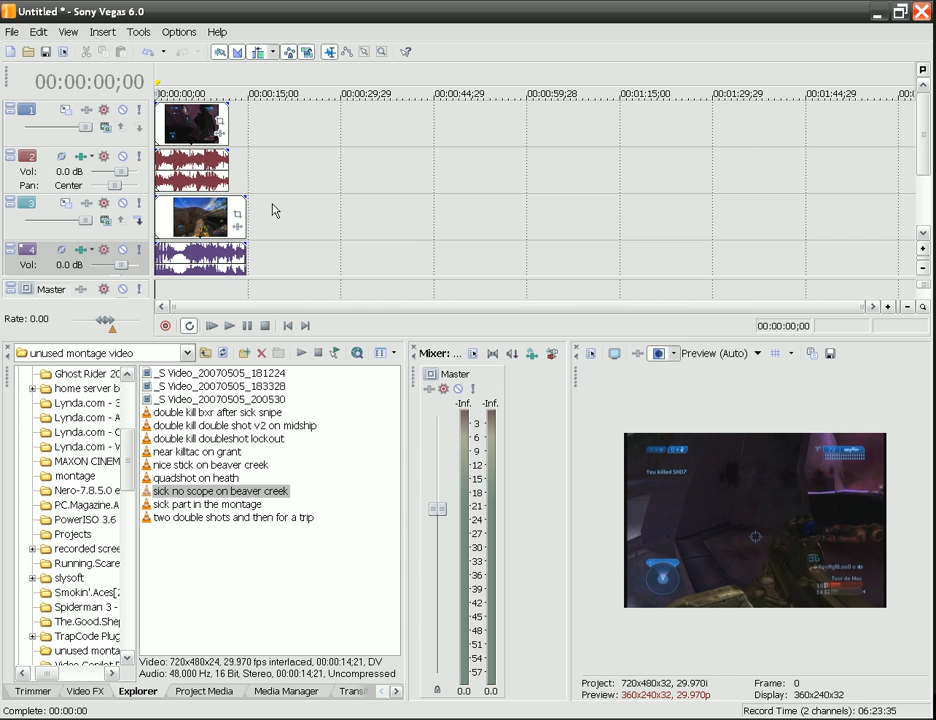 Untitled * - Sony Vegas 6.0
File Edit View Insert Tools Options Help
00:00:00;00
00:00:00;00 00:00:15;00 00:00:29;29 00:00:44;29 00:00:59;28 00:01:15;00 00:01:29;29 00:01:44;29 00:0
1
2
Vol: 0.0 dB
Pan: Center
3
4
Vol: 0.0 dB
Master
Rate: 0.00
00:00:00;00
unused montage video
Ghost Rider 20
home server b
Lynda.com - 3
Lynda.com - A
Lynda.com - C
Lynda.com - V
MAXON CINEM
montage
Nero-7.8.5.0 e
PC.Magazine.A
PowerISO 3.6
Projects
recorded scree
Running.Scare
slysoft
Smokin'.Aces[2
Spiderman 3 -
The.Good.Shep
TrapCode Plug
unused monta
Video Copilot D
_S Video_20070505_181224
_S Video_20070505_183328
_S Video_20070505_200530
double kill bxr after sick snipe
double kill double shot v2 on midship
double kill doubleshot lockout
near killtac on grant
nice stick on beaver creek
quadshot on heath
sick no scope on beaver creek
sick part in the montage
two double shots and then for a trip
Video: 720x480x24, 29.970 fps interlaced, 00:00:14;21, DV
Audio: 48,000 Hz, 16 Bit, Stereo, 00:00:14;21, Uncompressed
Trimmer Video FX Explorer Project Media Media Manager Transi
Mixer: ...
Master
-Inf. -Inf.
3
6
9
12
15
18
21
24
27
30
33
36
39
42
45
48
51
54
57
0.0 0.0
Preview (Auto)
You killed SHO7
Tour de Mac
Project: 720x480x32, 29.970i
Preview: 360x240x32, 29.970p
Frame: 0
Display: 360x240x32
Complete: 00:00:00
Record Time (2 channels): 06:23:35